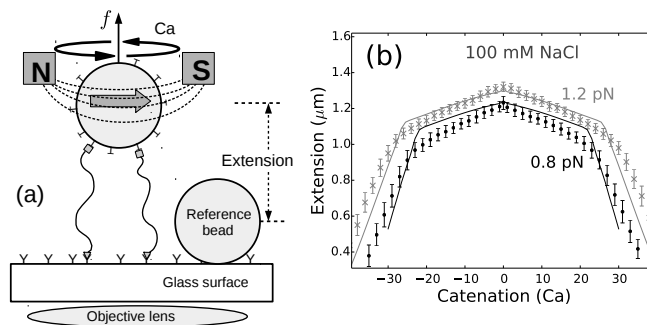 f
Ca
N
S
Extension
(a)
Reference
bead
Y Y Y Y Y Y Y Y
Glass surface
Objective lens
(b)
100 mM NaCl
1.2 pN
0.8 pN
Extension (μm)
1.6
1.4
1.2
1.0
0.8
0.6
0.4
−30 −20 −10 0 10 20 30
Catenation (Ca)